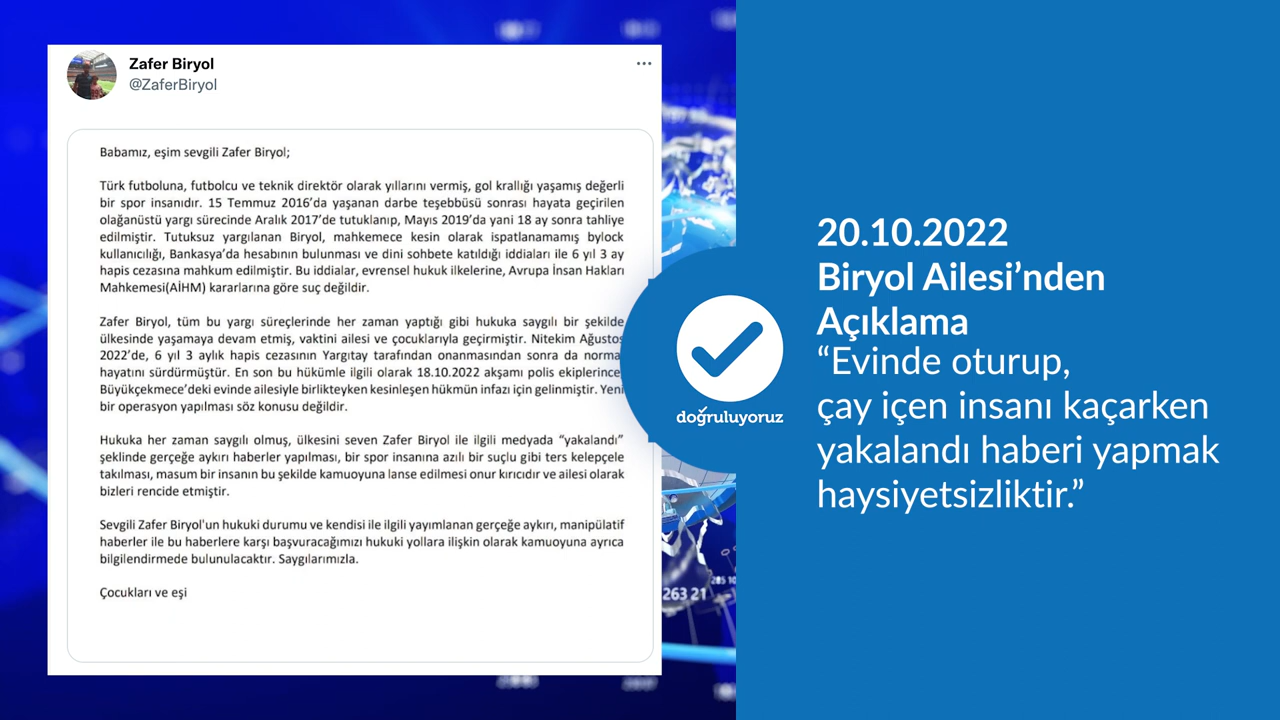 Zafer Biryol
@ZaferBiryol
Babamız, eşim sevgili Zafer Biryol;
Türk futboluna, futbolcu ve teknik direktör olarak yıllarını vermiş, gol krallığı yaşamış değerli
bir spor insanıdır. 15 Temmuz 2016'da yaşanan darbe teşebbüsü sonrası hayata geçirilen
olağanüstü yargı sürecinde Aralık 2017'de tutuklanıp, Mayıs 2019'da yani 18 ay sonra tahliye
edilmiştir. Tutuksuz yargılanan Biryol, mahkemece kesin olarak ispatlanamamış bylock
kullanıcılığı, Bankasya'da hesabının bulunması ve dini sohbete katıldığı iddiaları ile 6 yıl 3 ay
hapis cezasına mahkum edilmiştir. Bu iddialar, evrensel hukuk ilkelerine, Avrupa İnsan Hakları
Mahkemesi(AİHM) kararlarına göre suç değildir.
Zafer Biryol, tüm bu yargı süreçlerinde her zaman yaptığı gibi hukuka saygılı bir şekilde
ülkesinde yaşamaya devam etmiş, vaktini ailesi ve çocuklarıyla geçirmiştir. Nitekim Ağustos
2022'de, 6 yıl 3 aylık hapis cezasının Yargıtay tarafından onanmasından sonra da normal
hayatını sürdürmüştür. En son bu hükümle ilgili olarak 18.10.2022 akşamı polis ekiplerince,
Büyükçekmece'deki evinde ailesiyle birlikteyken kesinleşen hükmün infazı için gelinmiştir. Yeni
bir operasyon yapılması söz konusu değildir.
Hukuka her zaman saygılı olmuş, ülkesini seven Zafer Biryol ile ilgili medyada "yakalandı"
şeklinde gerçeğe aykırı haberler yapılması, bir spor insanına azılı bir suçlu gibi ters kelepçele
takılması, masum bir insanın bu şekilde kamuoyuna lanse edilmesi onur kırıcıdır ve ailesi olarak
bizleri rencide etmiştir.
Sevgili Zafer Biryol'un hukuki durumu ve kendisi ile ilgili yayımlanan gerçeğe aykırı, manipülatif
haberler ile bu haberlere karşı başvuracağımızı hukuki yollara ilişkin olarak kamuoyuna ayrıca
bilgilendirmede bulunulacaktır. Saygılarımızla.
Çocukları ve eşi
263 21
doğruluyoruz
20.10.2022
Biryol Ailesi'nden
Açıklama
“Evinde oturup,
çay içen insanı kaçarken
yakalandı haberi yapmak
haysiyetsizliktir.”